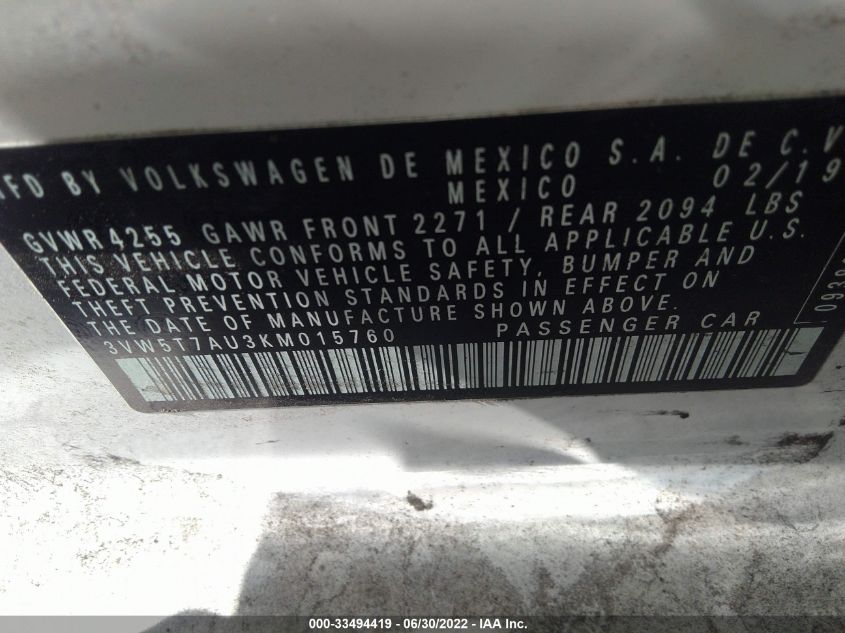 MFD BY VOLKSWAGEN DE MEXICO S.A. DE C.V
MEXICO 02/19
GVWR 4255 GAWR FRONT 2271 / REAR 2094 LBS
THIS VEHICLE CONFORMS TO ALL APPLICABLE U.S.
FEDERAL MOTOR VEHICLE SAFETY, BUMPER AND
THEFT PREVENTION STANDARDS IN EFFECT ON
THE DATE OF MANUFACTURE SHOWN ABOVE.
3VW5T7AU3KM015760 PASSENGER CAR
000-33494419 - 06/30/2022 - IAA Inc.